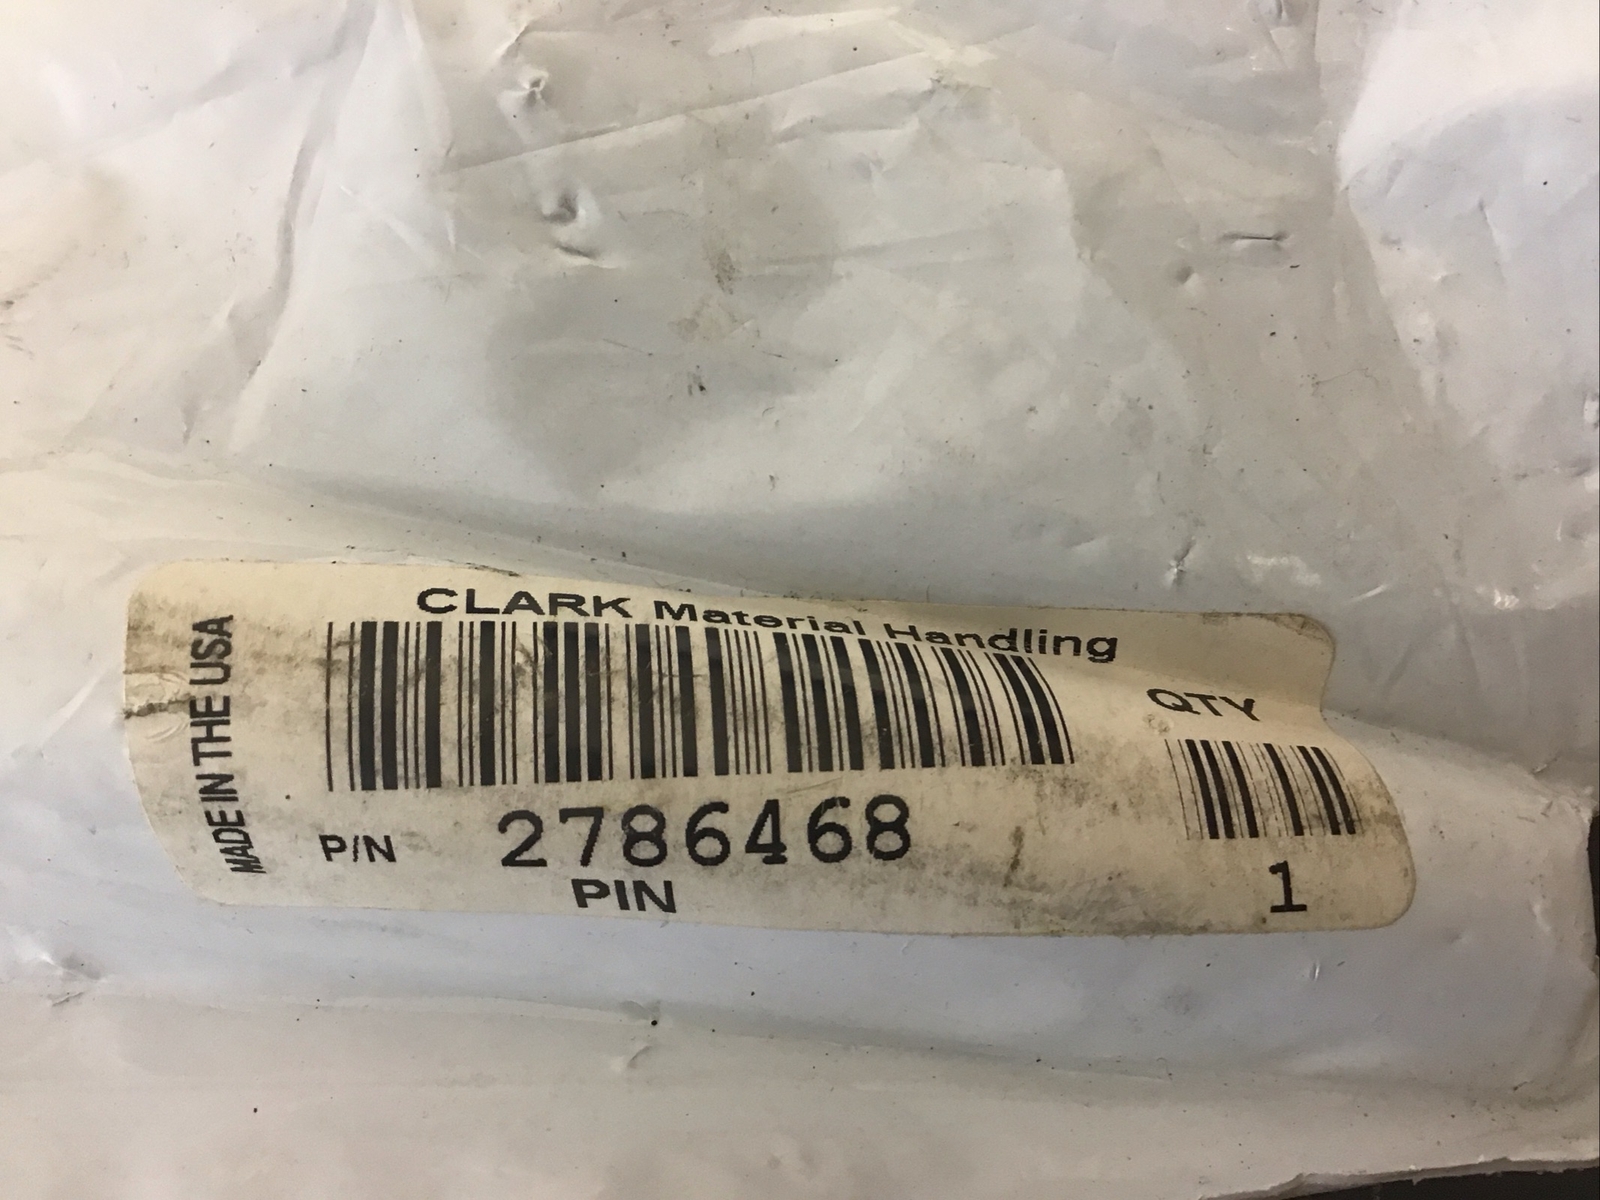 CLARK Material Handling
MADE IN THE USA
QTY
P/N 2786468
PIN
1